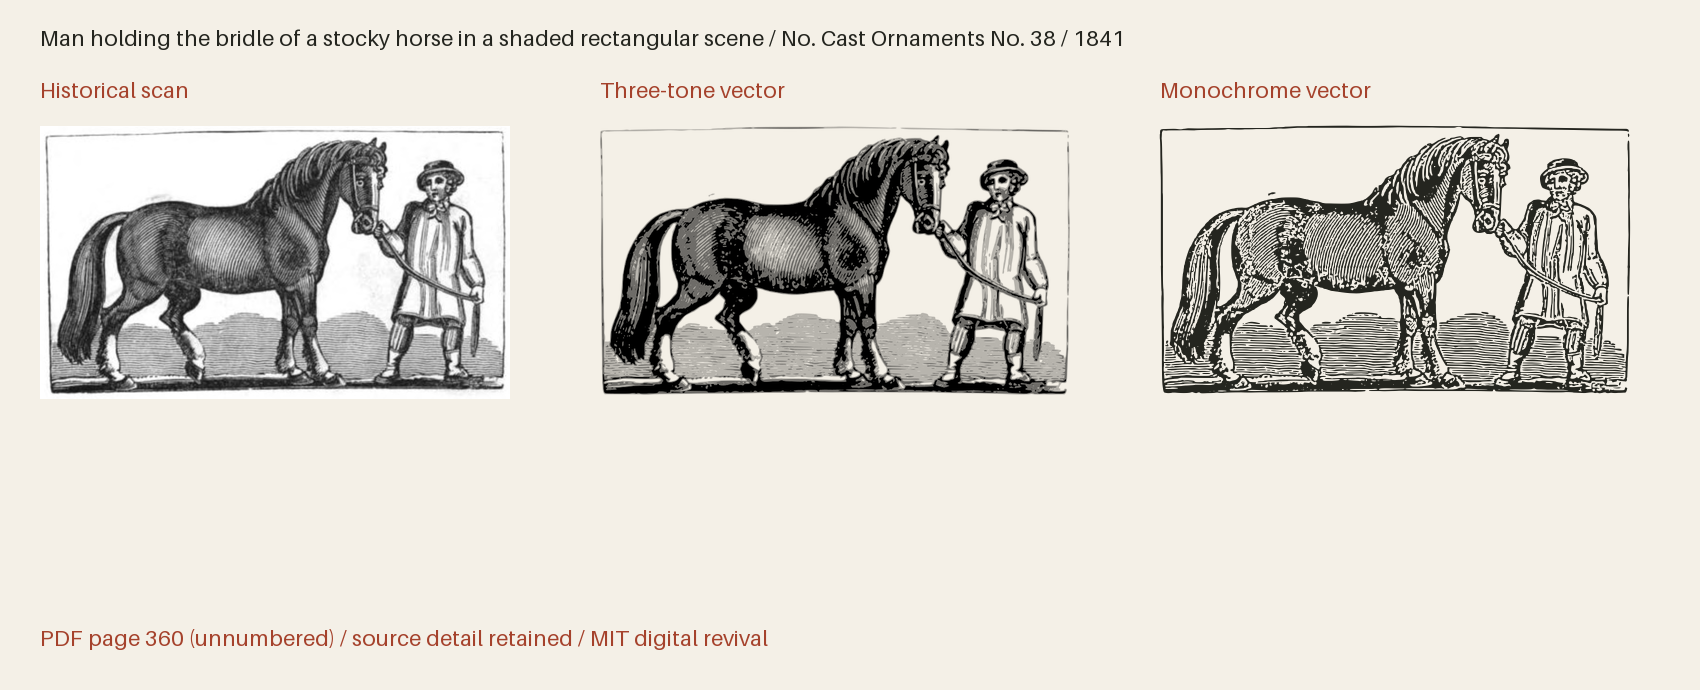 Man holding the bridle of a stocky horse in a shaded rectangular scene / No. Cast Ornaments No. 38 / 1841
Historical scan
Three-tone vector
Monochrome vector
PDF page 360 (unnumbered) / source detail retained / MIT digital revival